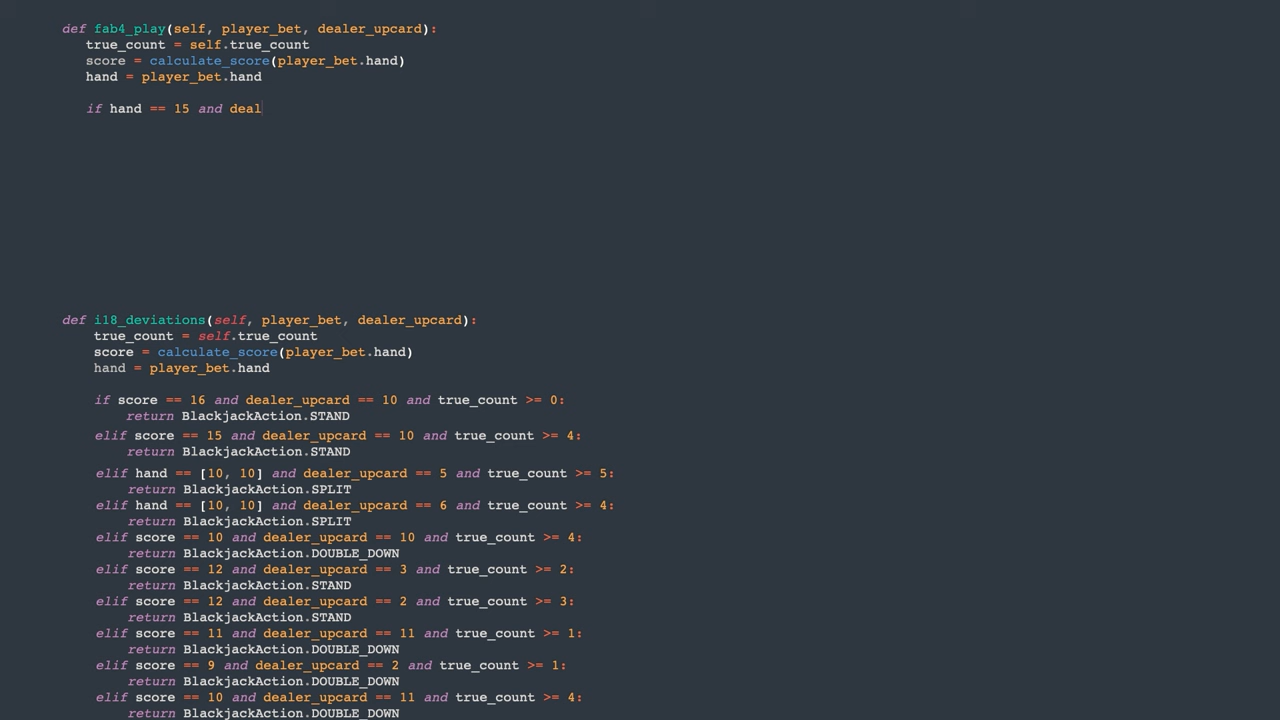 def fab4_play(self, player_bet, dealer_upcard):
true_count = self.true_count
score = calculate_score(player_bet.hand)
hand = player_bet.hand
if hand == 15 and deal
def i18_deviations(self, player_bet, dealer_upcard):
true_count = self.true_count
score = calculate_score(player_bet.hand)
hand = player_bet.hand
if score == 16 and dealer_upcard == 10 and true_count >= 0:
return BlackjackAction.STAND
elif score == 15 and dealer_upcard == 10 and true_count >= 4:
return BlackjackAction.STAND
elif hand == [10, 10] and dealer_upcard == 5 and true_count >= 5:
return BlackjackAction.SPLIT
elif hand == [10, 10] and dealer_upcard == 6 and true_count >= 4:
return BlackjackAction.SPLIT
elif score == 10 and dealer_upcard == 10 and true_count >= 4:
return BlackjackAction.DOUBLE_DOWN
elif score == 12 and dealer_upcard == 3 and true_count >= 2:
return BlackjackAction.STAND
elif score == 12 and dealer_upcard == 2 and true_count >= 3:
return BlackjackAction.STAND
elif score == 11 and dealer_upcard == 11 and true_count >= 1:
return BlackjackAction.DOUBLE_DOWN
elif score == 9 and dealer_upcard == 2 and true_count >= 1:
return BlackjackAction.DOUBLE_DOWN
elif score == 10 and dealer_upcard == 11 and true_count >= 4:
return BlackjackAction.DOUBLE_DOWN